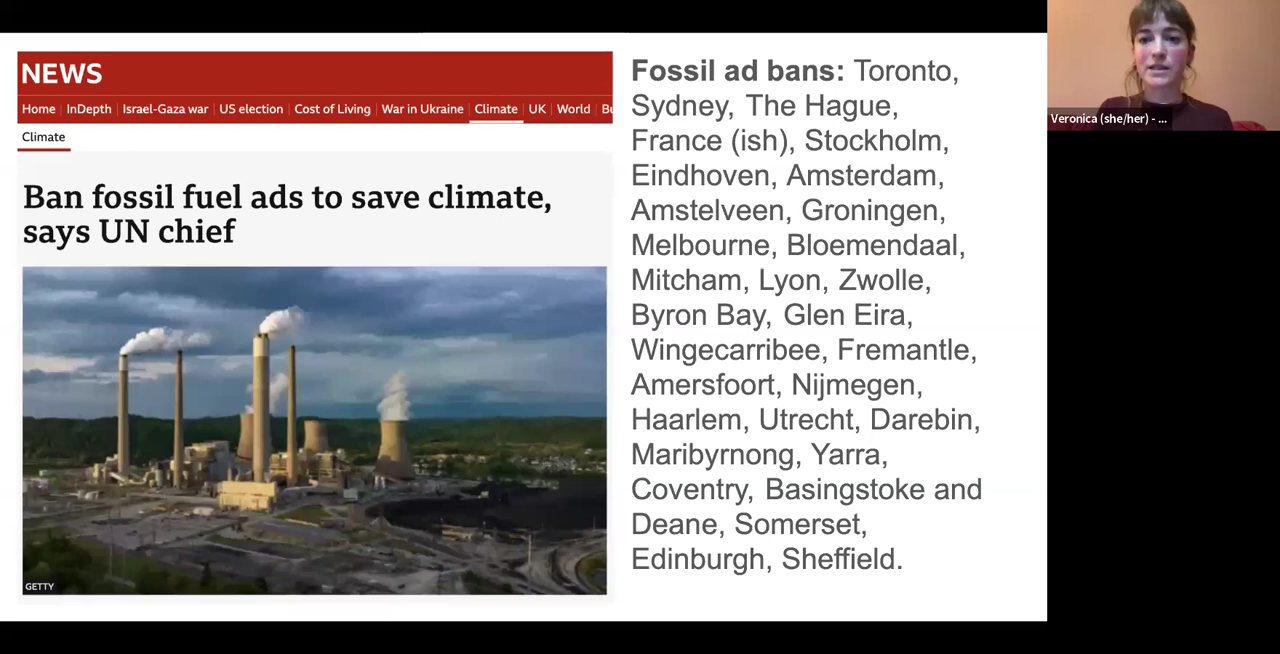 NEWS
Home InDepth Israel-Gaza war US election Cost of Living War in Ukraine Climate UK World
Climate
Ban fossil fuel ads to save climate,
says UN chief
GETTY
Fossil ad bans: Toronto,
Sydney, The Hague,
France (ish), Stockholm,
Eindhoven, Amsterdam,
Amstelveen, Groningen,
Melbourne, Bloemendaal,
Mitcham, Lyon, Zwolle,
Byron Bay, Glen Eira,
Wingecarribee, Fremantle,
Amersfoort, Nijmegen,
Haarlem, Utrecht, Darebin,
Maribyrnong, Yarra,
Coventry, Basingstoke and
Deane, Somerset,
Edinburgh, Sheffield.
Veronica (she/her) - ...